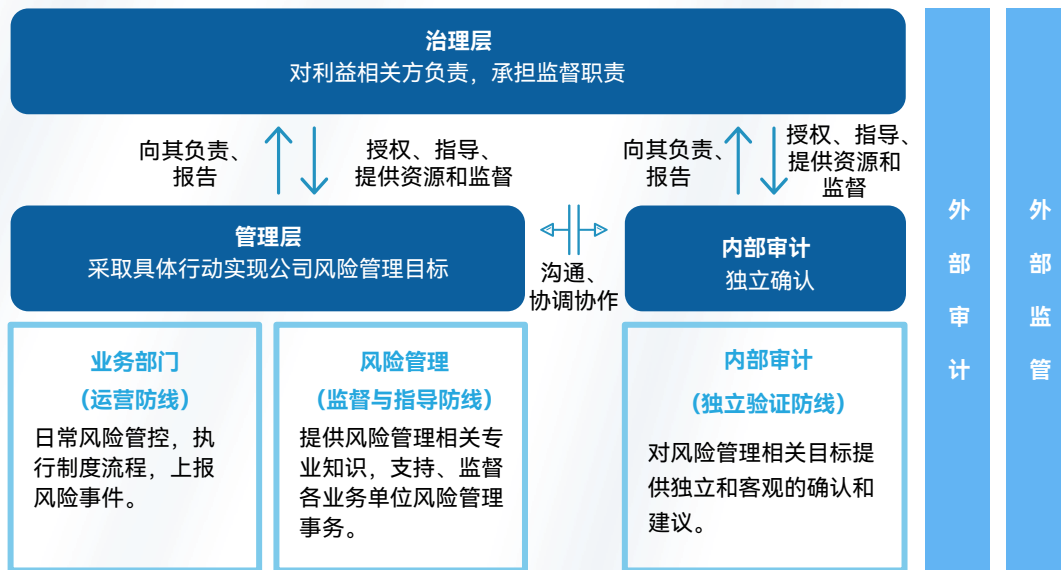 治理层
对利益相关方负责，承担监督职责
向其负责、
报告
授权、指导、
提供资源和监督
向其负责、
报告
授权、指导、
提供资源和
监督
管理层
采取具体行动实现公司风险管理目标
沟通、
协调协作
内部审计
独立确认
业务部门
（运营防线）
日常风险管控，执
行制度流程，上报
风险事件。
风险管理
（监督与指导防线）
提供风险管理相关专
业知识，支持、监督
各业务单位风险管理
事务。
内部审计
（独立验证防线）
对风险管理相关目标提
供独立和客观的确认和
建议。
外部审计
外部监管